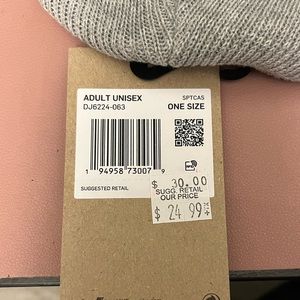 ADULT UNISEX
SPTCAS
DJ6224-063
ONE SIZE
1 94958 73007 9
SUGGESTED RETAIL
$ 30.00
SUGG. RETAIL
OUR PRICE
$ 24.99